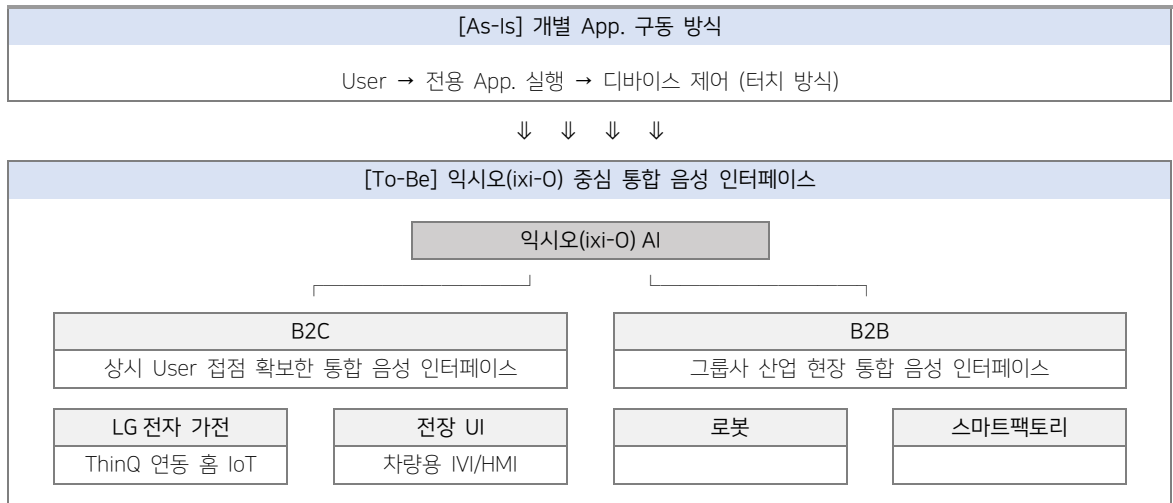 [As-Is] 개별 App. 구동 방식
User → 전용 App. 실행 → 디바이스 제어 (터치 방식)
⇓ ⇓ ⇓ ⇓
[To-Be] 익시오(ixi-O) 중심 통합 음성 인터페이스
익시오(ixi-O) AI
B2C
상시 User 접점 확보한 통합 음성 인터페이스
B2B
그룹사 산업 현장 통합 음성 인터페이스
LG전자 가전
ThinQ 연동 홈 IoT
전장 UI
차량용 IVI/HMI
로봇
스마트팩토리